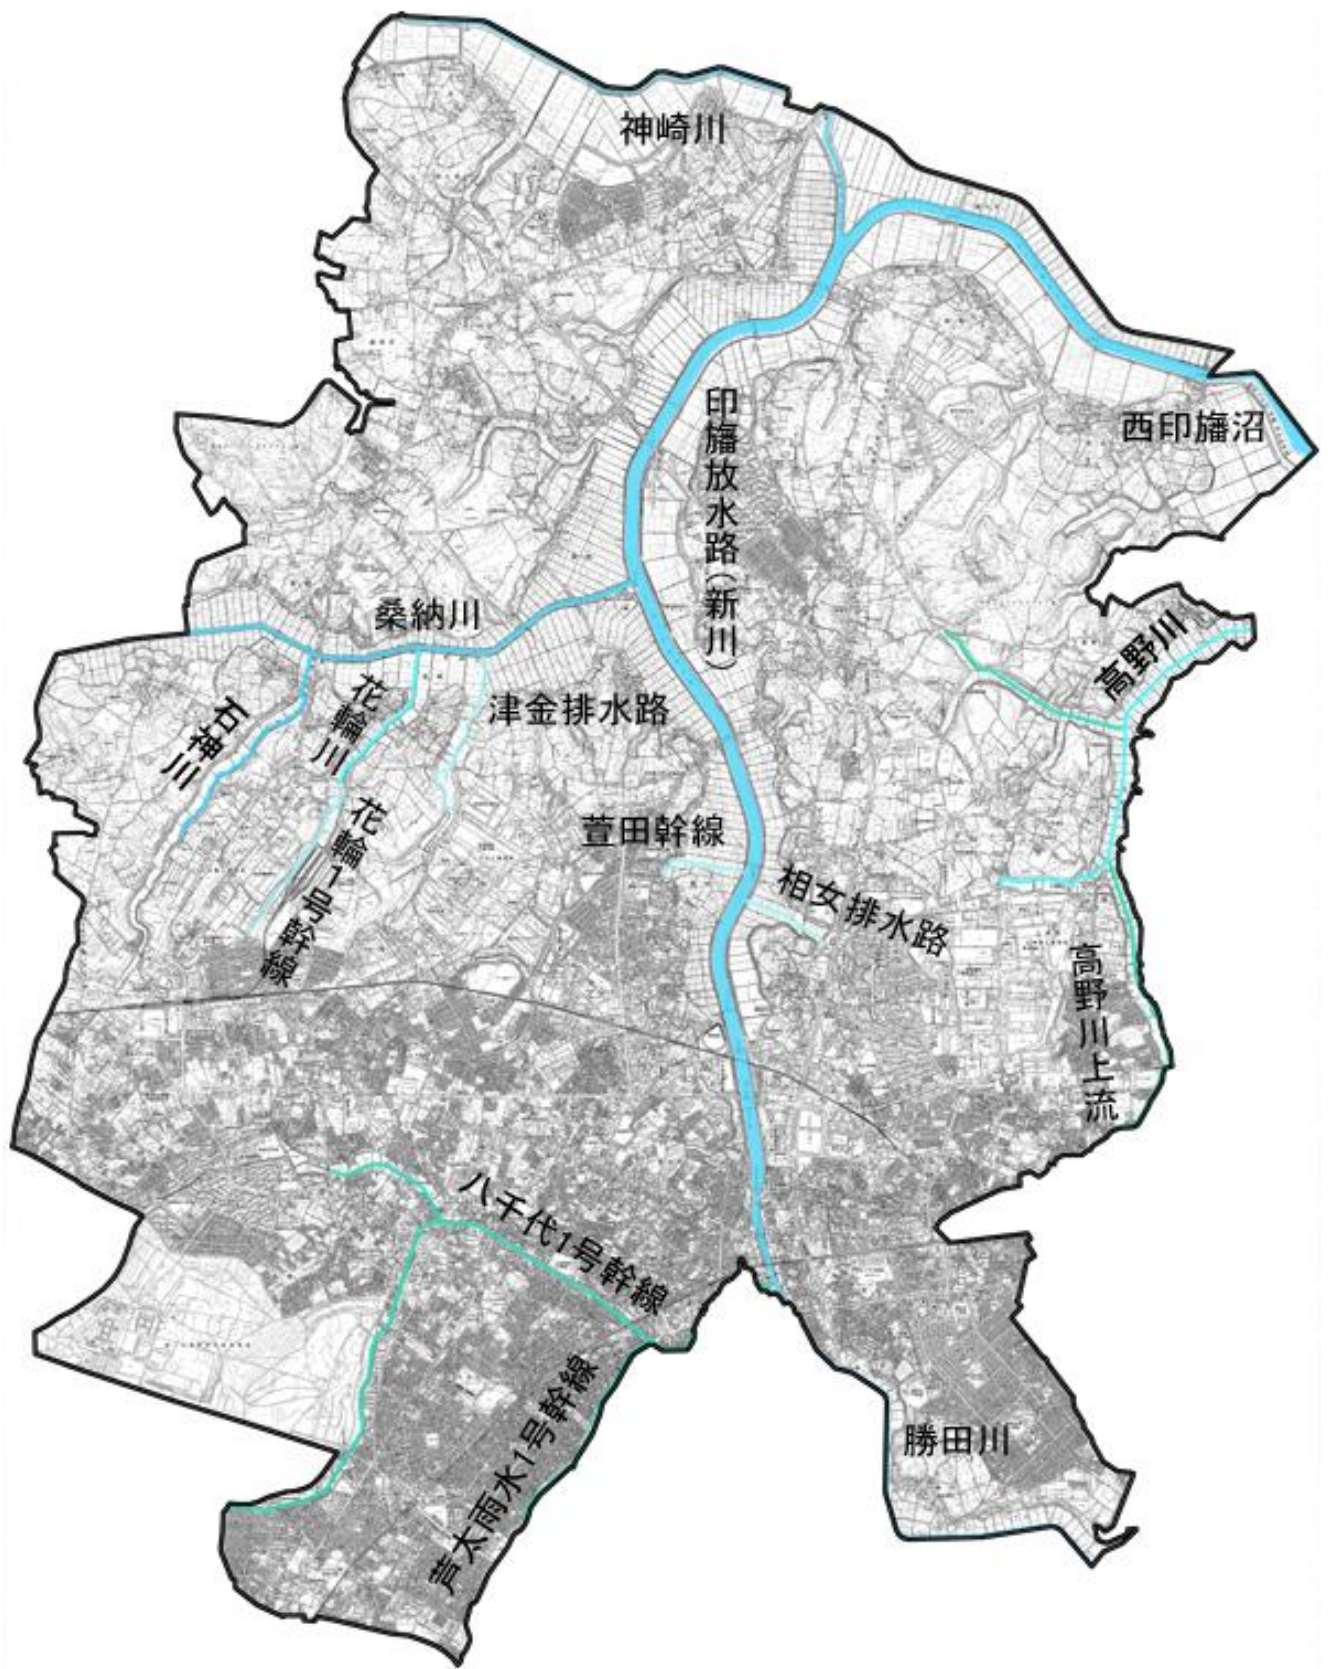 神崎川
西印旛沼
印旛放水路(新川)
桑納川
高野川
石神川
花輪川
津金排水路
花輪1号幹線
萱田幹線
相女排水路
高野川上流
八千代1号幹線
芦太雨水1号幹線
勝田川